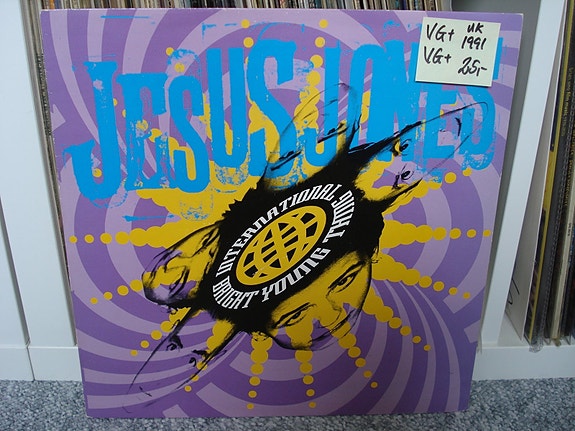 JESUS JONES
VG+ UK
1991
VG+ 25,-
INTERNATIONAL
BRIGHT YOUNG THING